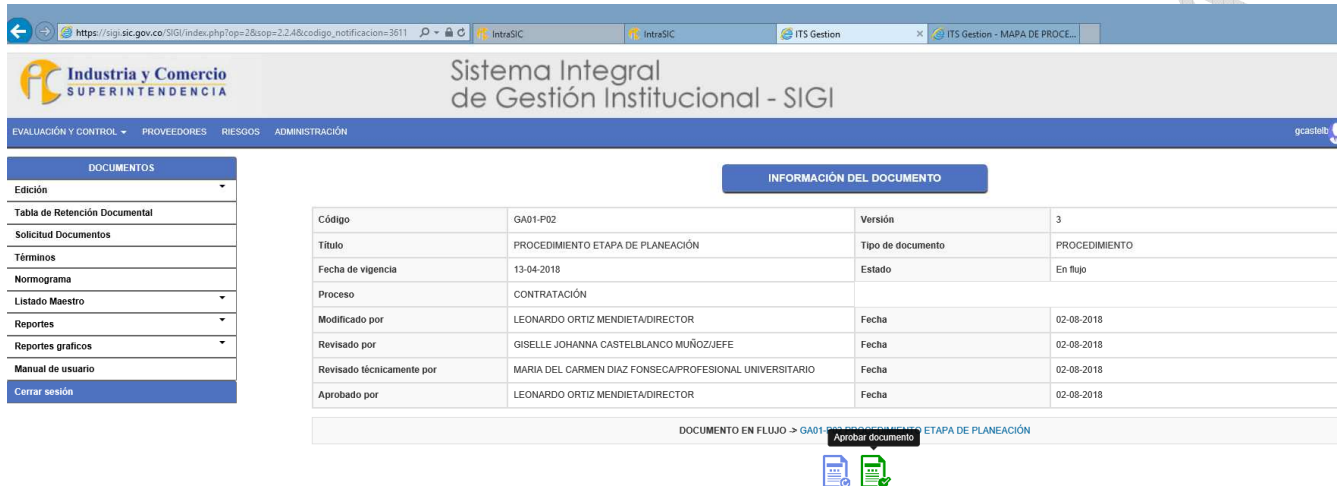 https://sigi.sic.gov.co/SIGI/index.php?op=2&sop=2.2.4&codigo_notificacion=3611
IntraSIC
IntraSIC
ITS Gestion
ITS Gestion - MAPA DE PROCE...
Industria y Comercio
SUPERINTENDENCIA
Sistema Integral
de Gestión Institucional - SIGI
EVALUACIÓN Y CONTROL PROVEEDORES RIESGOS ADMINISTRACIÓN
gcastelb
DOCUMENTOS
Edición
Tabla de Retención Documental
Solicitud Documentos
Términos
Normograma
Listado Maestro
Reportes
Reportes graficos
Manual de usuario
Cerrar sesión
INFORMACIÓN DEL DOCUMENTO
Código GA01-P02 Versión 3
Título PROCEDIMIENTO ETAPA DE PLANEACIÓN Tipo de documento PROCEDIMIENTO
Fecha de vigencia 13-04-2018 Estado En flujo
Proceso CONTRATACIÓN
Modificado por LEONARDO ORTIZ MENDIETA/DIRECTOR Fecha 02-08-2018
Revisado por GISELLE JOHANNA CASTELBLANCO MUÑOZ/JEFE Fecha 02-08-2018
Revisado técnicamente por MARIA DEL CARMEN DIAZ FONSECA/PROFESIONAL UNIVERSITARIO Fecha 02-08-2018
Aprobado por LEONARDO ORTIZ MENDIETA/DIRECTOR Fecha 02-08-2018
DOCUMENTO EN FLUJO -> GA01-P02 PROCEDIMIENTO ETAPA DE PLANEACIÓN
Aprobar documento